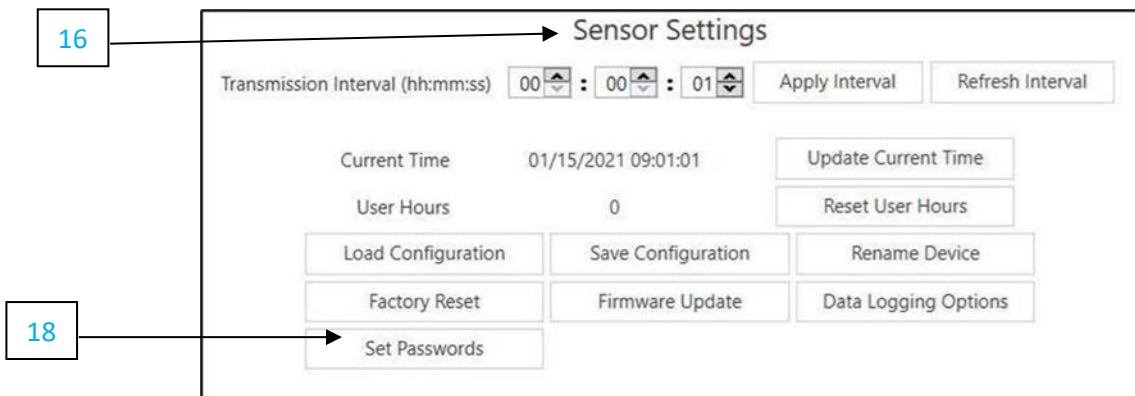 16
Sensor Settings
Transmission Interval (hh:mm:ss) 00 : 00 : 01 Apply Interval Refresh Interval
Current Time 01/15/2021 09:01:01 Update Current Time
User Hours 0 Reset User Hours
Load Configuration Save Configuration Rename Device
Factory Reset Firmware Update Data Logging Options
18
Set Passwords